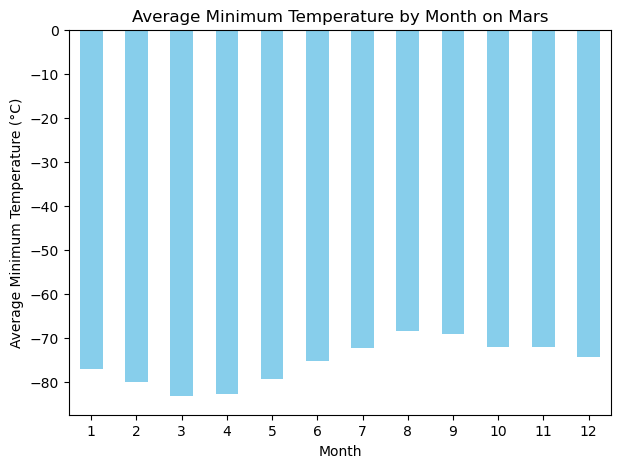 Average Minimum Temperature by Month on Mars
Average Minimum Temperature (°C)
0
−10
−20
−30
−40
−50
−60
−70
−80
1 2 3 4 5 6 7 8 9 10 11 12
Month